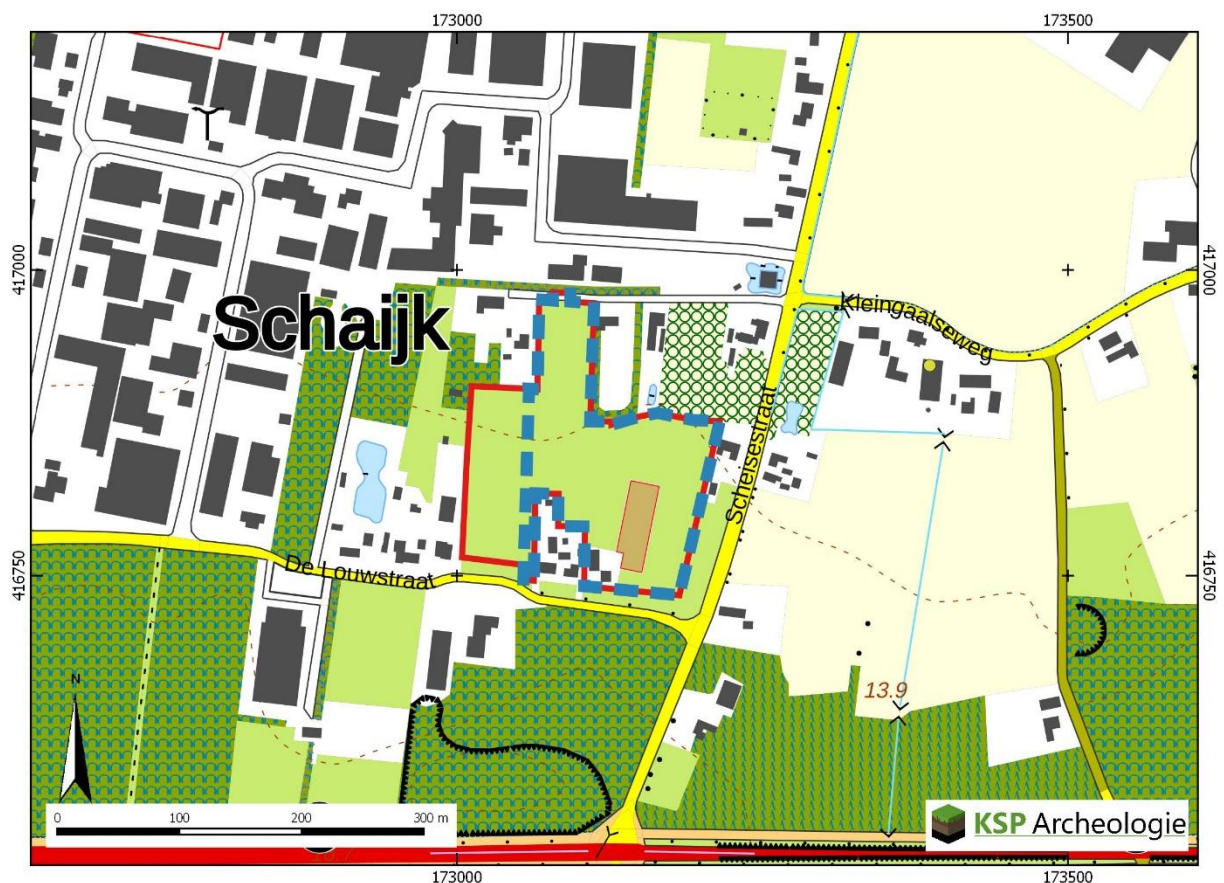 173000
173500
417000
417000
Schaijk
Kleingaalseweg
Scheisestraat
De Louwstraat
416750
416750
13.9
N
0 100 200 300 m
KSP Archeologie
173000
173500